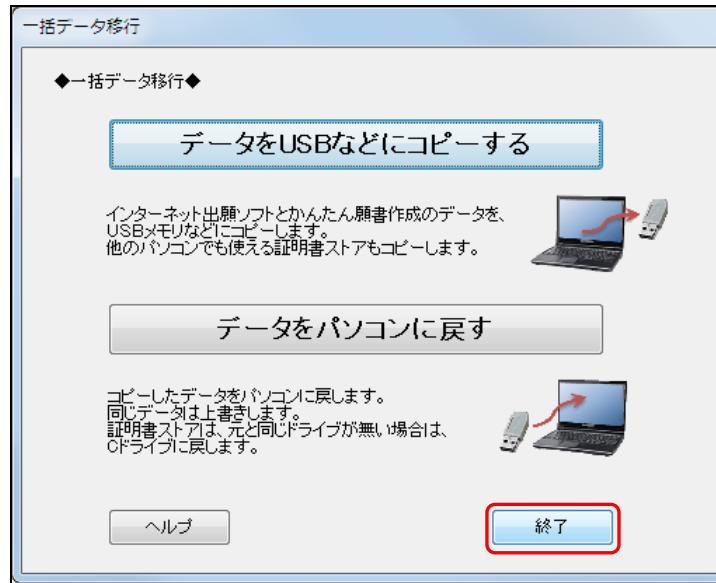 一括データ移行
◆一括データ移行◆
データをUSBなどにコピーする
インターネット出願ソフトとかんたん願書作成のデータを、
USBメモリなどにコピーします。
他のパソコンでも使える証明書ストアもコピーします。
データをパソコンに戻す
コピーしたデータをパソコンに戻します。
同じデータは上書きします。
証明書ストアは、元と同じドライブが無い場合は、
Cドライブに戻します。
ヘルプ
終了